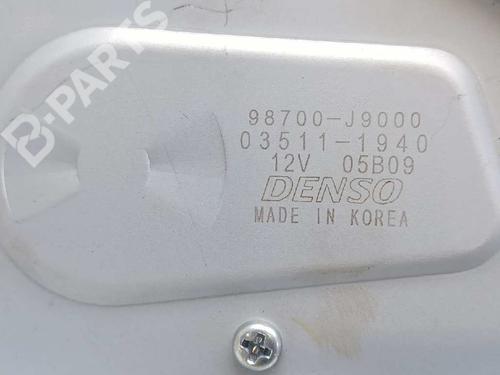 B-PARTS
98700-J9000
03511-1940
12V 05B09
DENSO
MADE IN KOREA